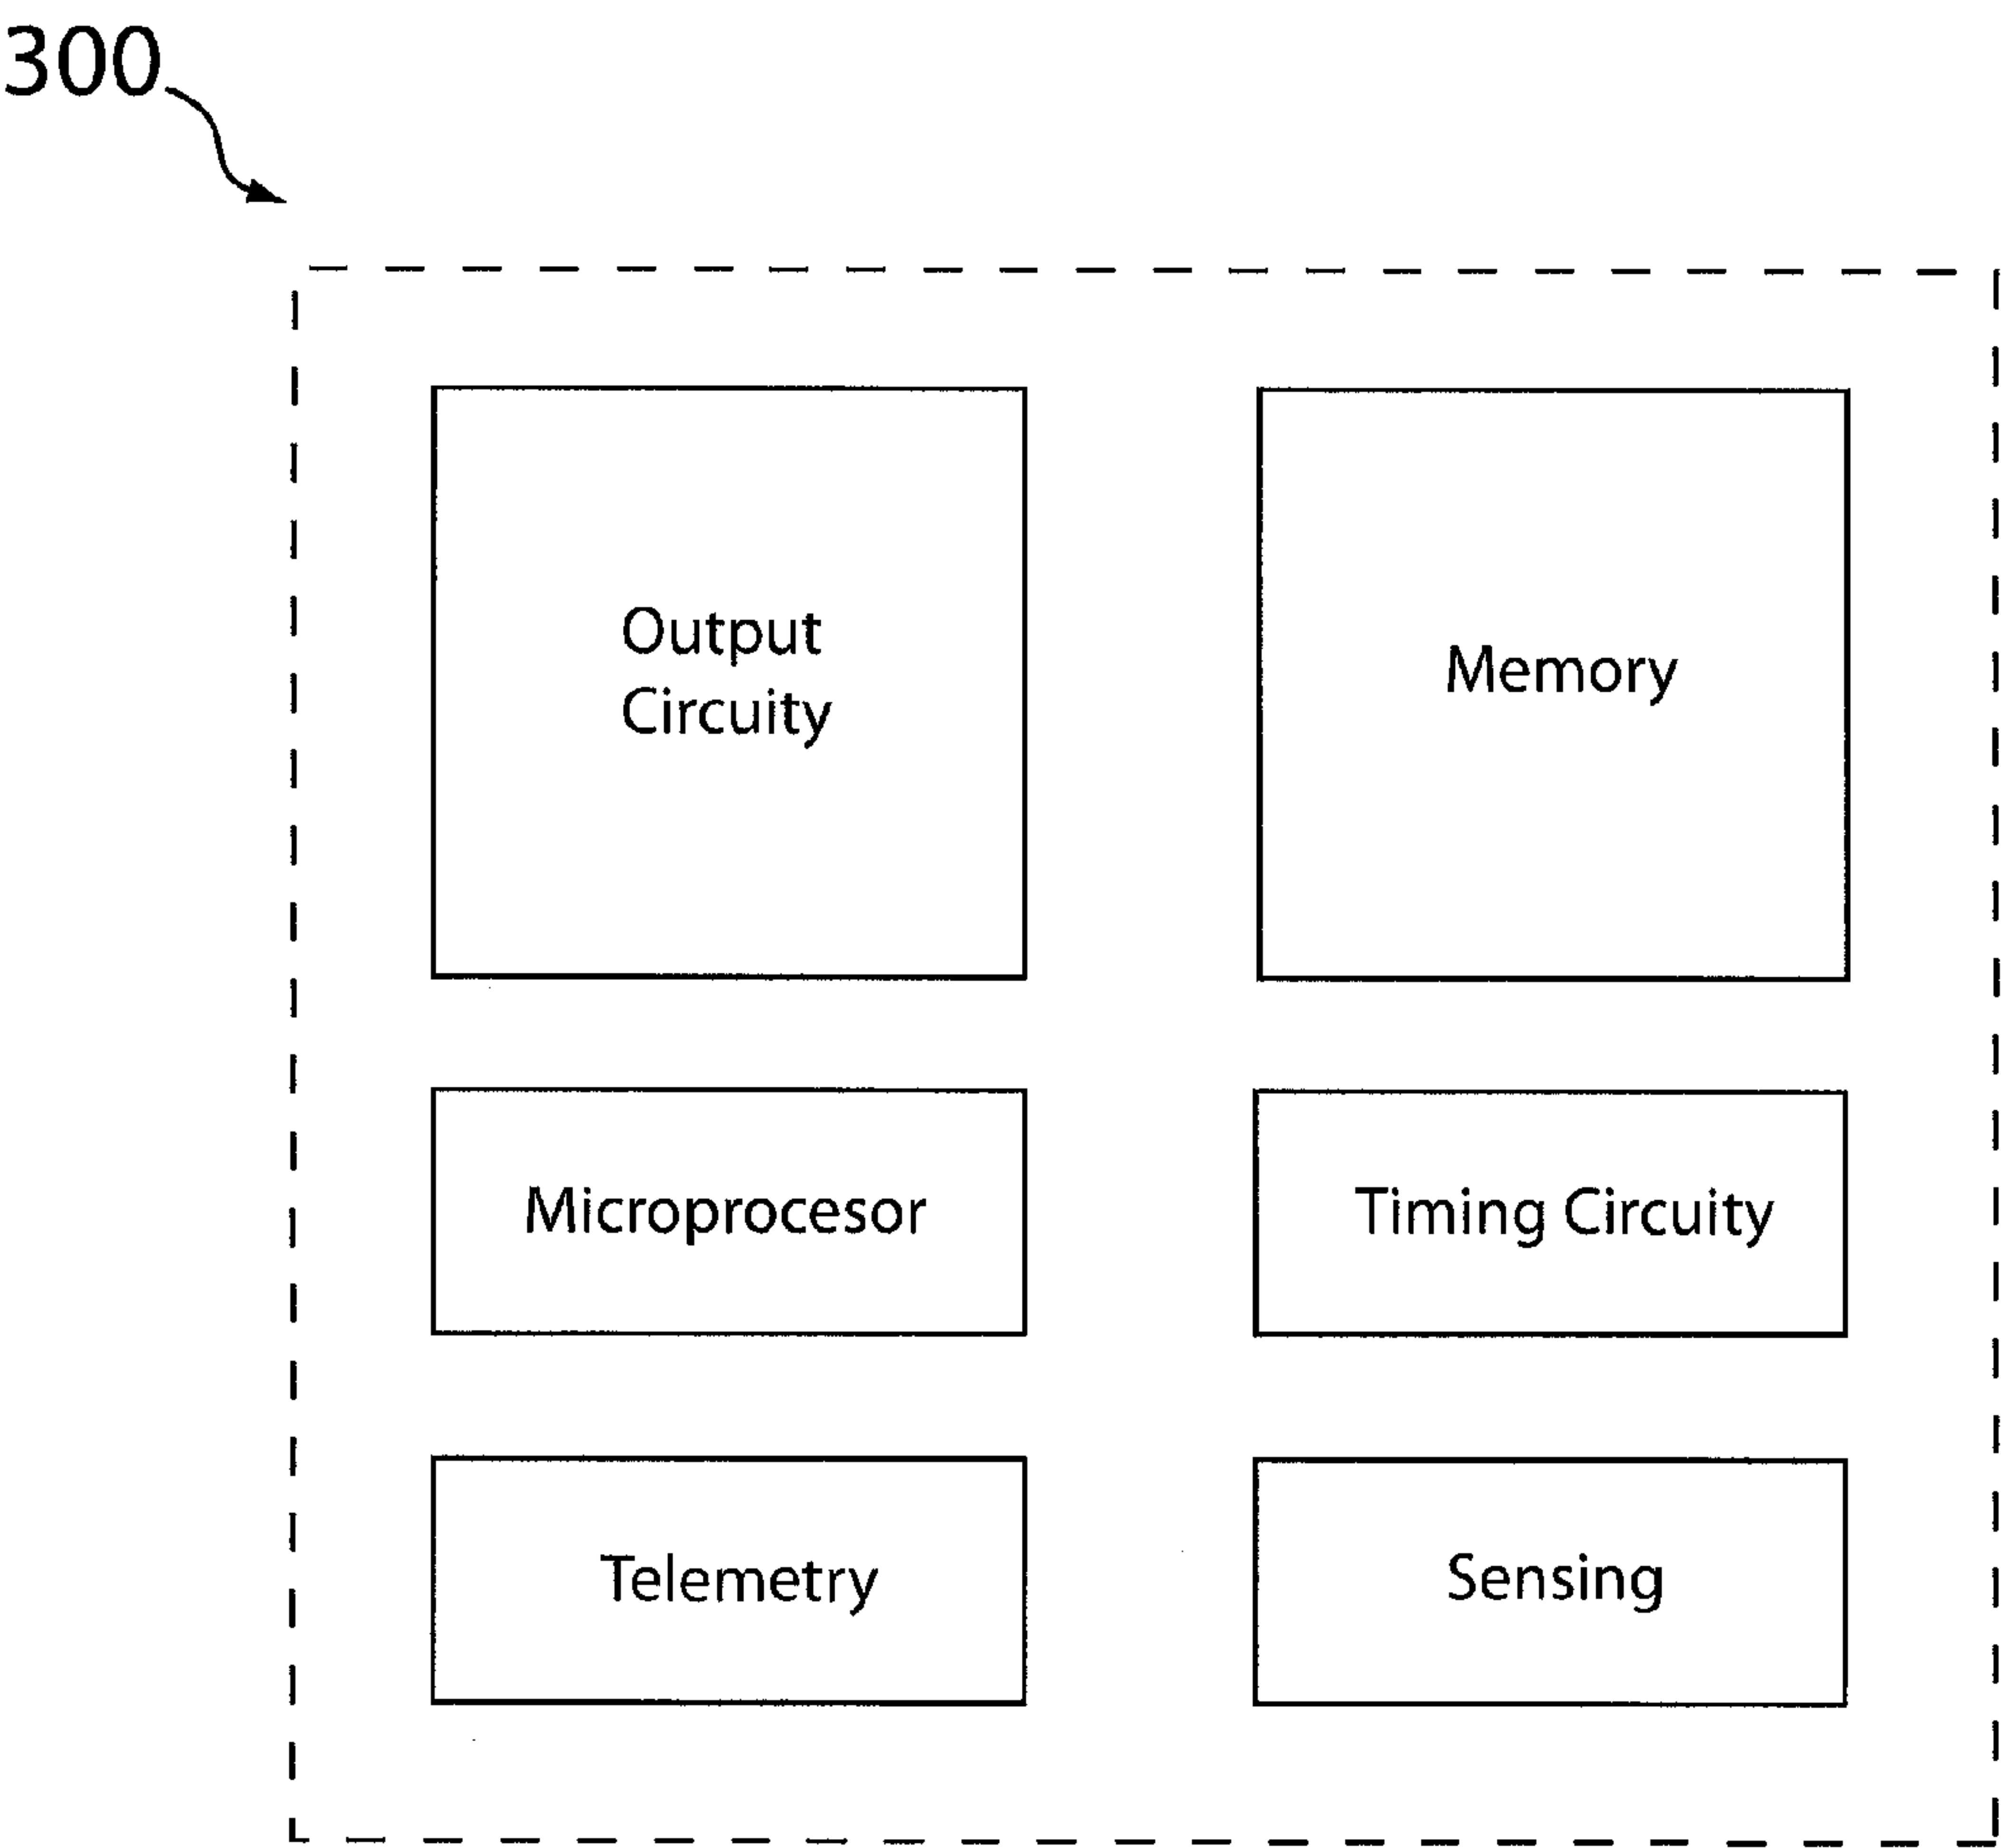 300
Output
Circuity
Memory
Microprocesor
Timing Circuity
Telemetry
Sensing